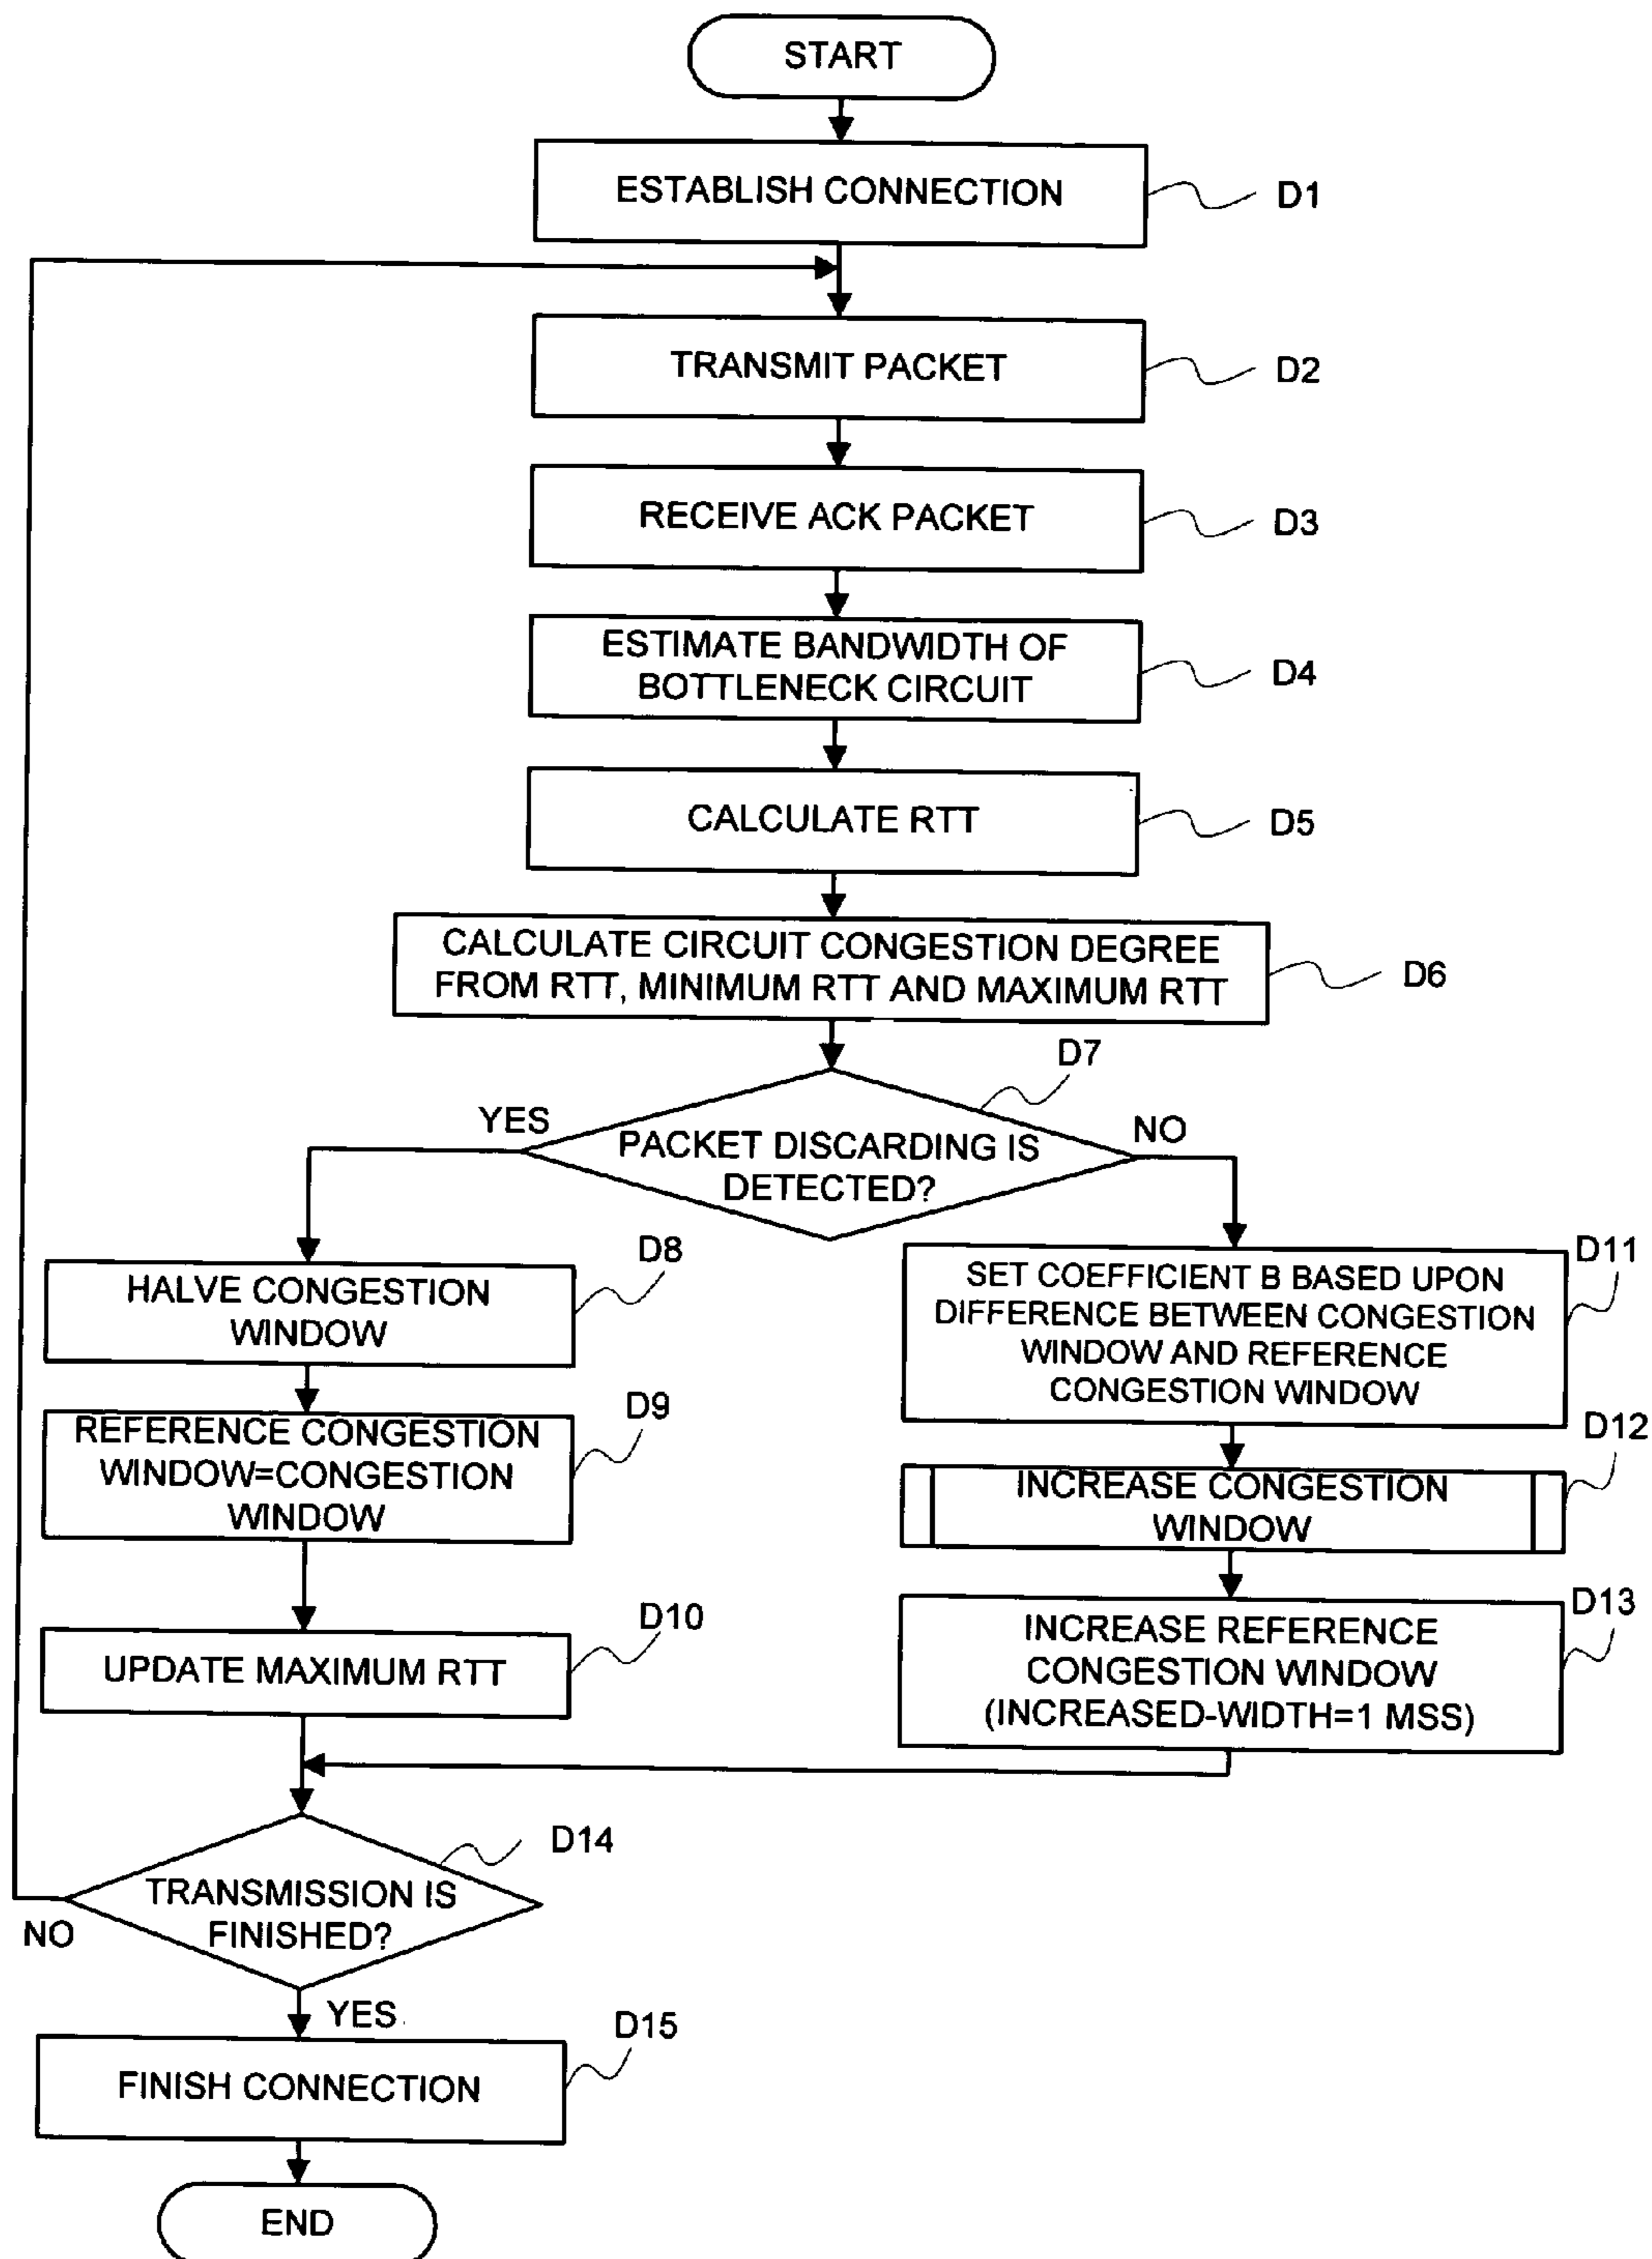 START
ESTABLISH CONNECTION
D1
TRANSMIT PACKET
D2
RECEIVE ACK PACKET
D3
ESTIMATE BANDWIDTH OF
BOTTLENECK CIRCUIT
D4
CALCULATE RTT
D5
CALCULATE CIRCUIT CONGESTION DEGREE
FROM RTT, MINIMUM RTT AND MAXIMUM RTT
D6
D7
YES
PACKET DISCARDING IS
DETECTED?
NO
D8
HALVE CONGESTION
WINDOW
D9
REFERENCE CONGESTION
WINDOW=CONGESTION
WINDOW
D10
UPDATE MAXIMUM RTT
D11
SET COEFFICIENT B BASED UPON
DIFFERENCE BETWEEN CONGESTION
WINDOW AND REFERENCE
CONGESTION WINDOW
D12
INCREASE CONGESTION
WINDOW
D13
INCREASE REFERENCE
CONGESTION WINDOW
(INCREASED-WIDTH=1 MSS)
D14
TRANSMISSION IS
FINISHED?
NO
YES
D15
FINISH CONNECTION
END